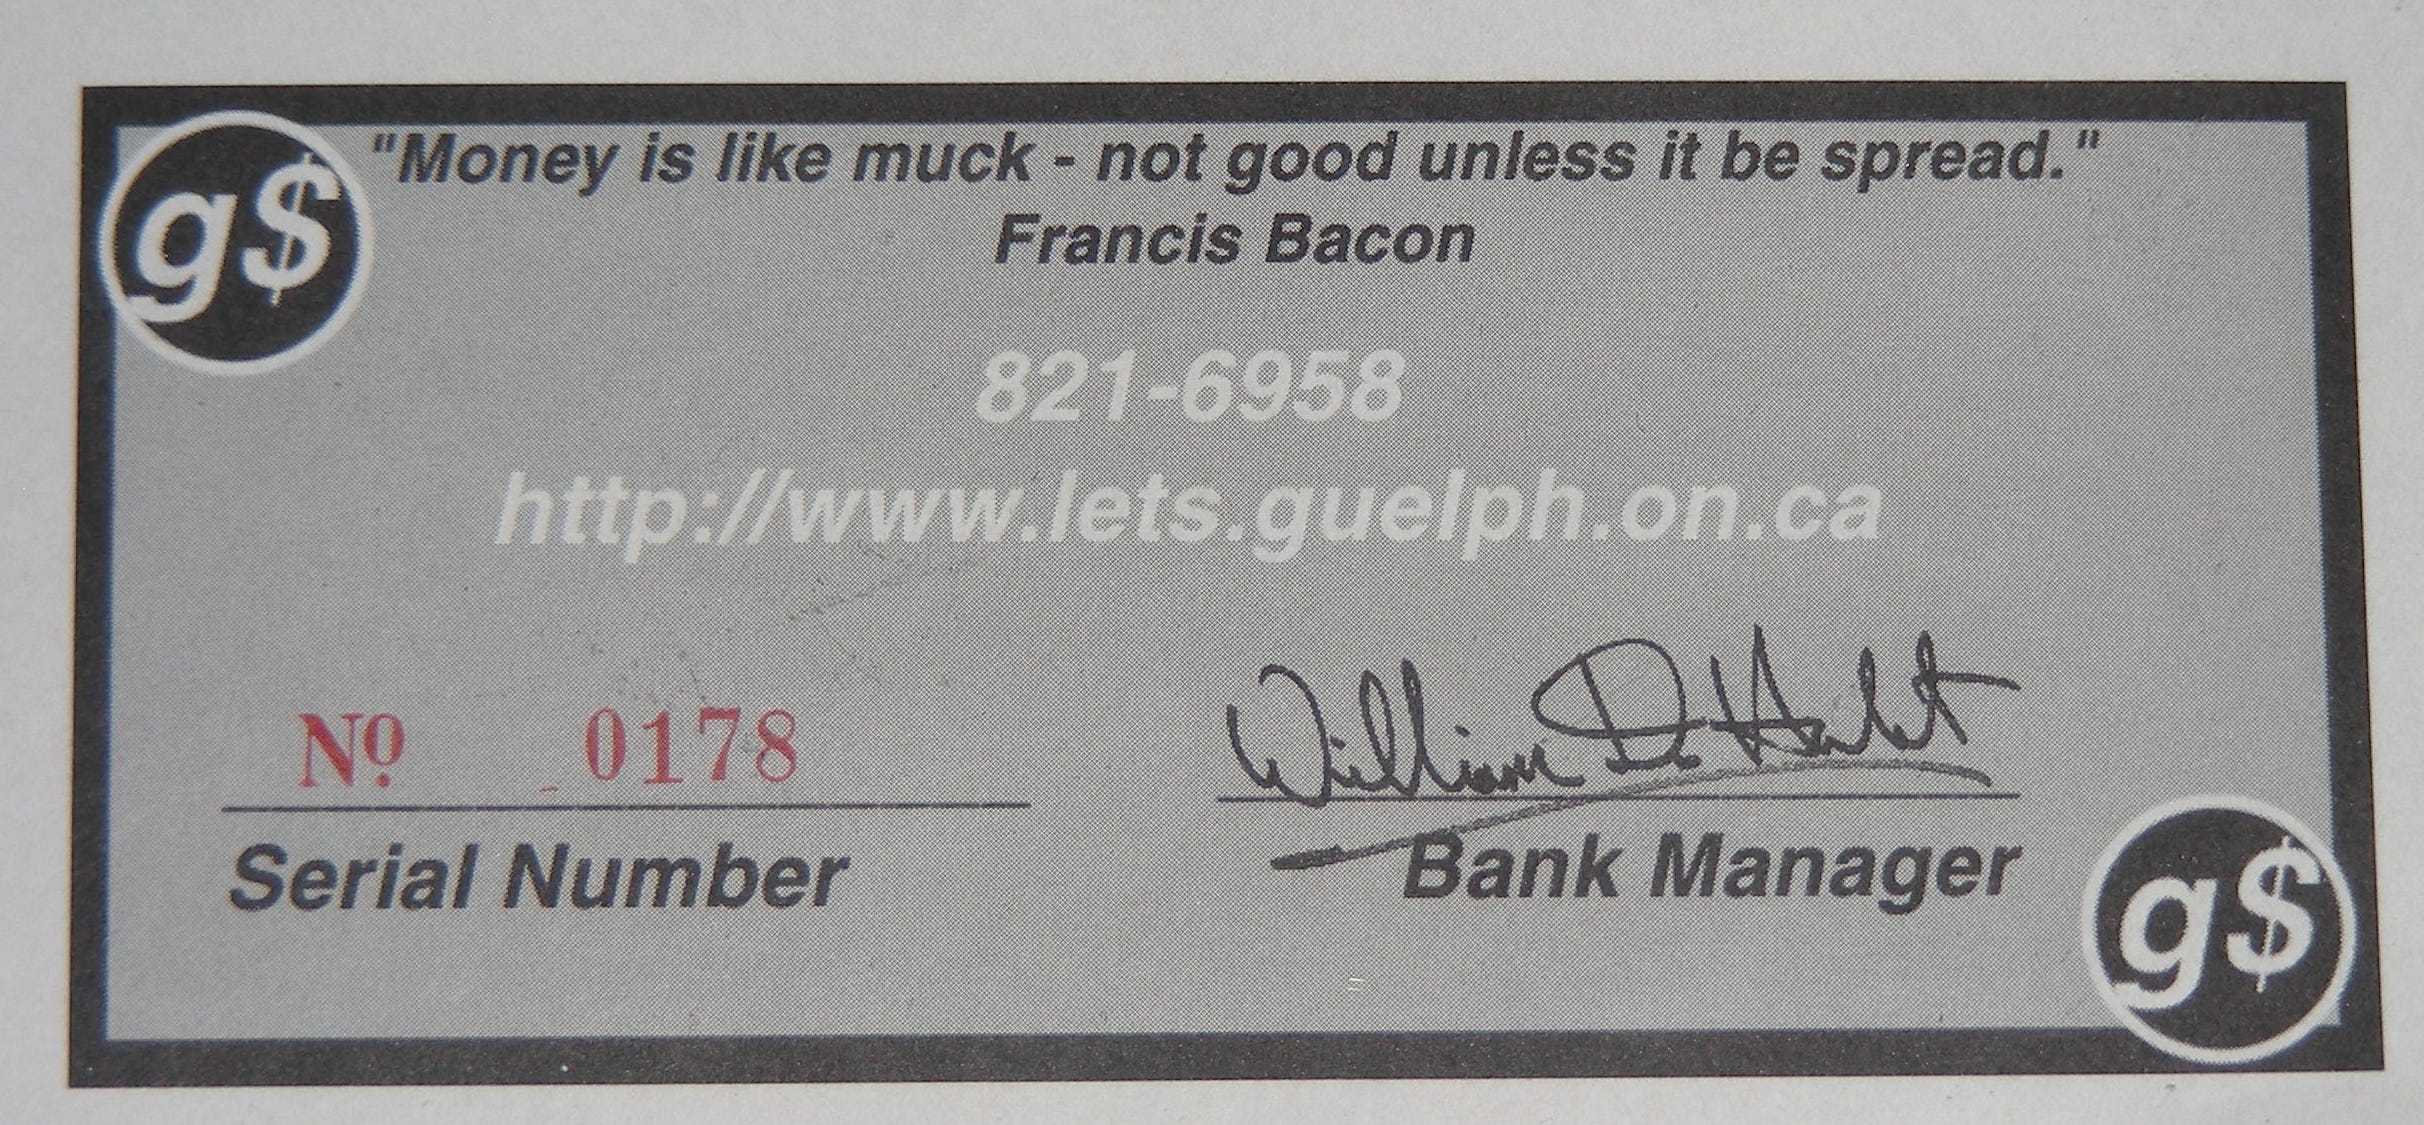 g$
"Money is like muck - not good unless it be spread."
Francis Bacon
821-6958
http://www.lets.guelph.on.ca
Nº 0178
William
Serial Number
Bank Manager
g$